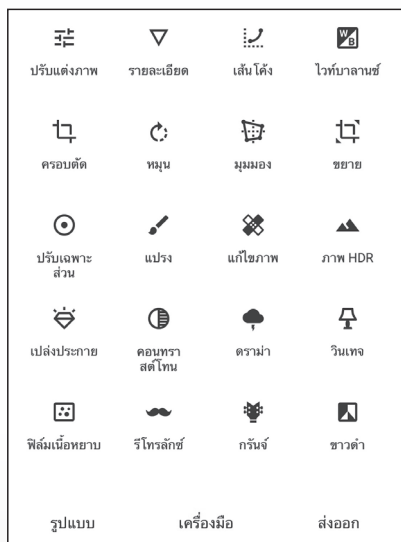 W
B
ปรับแต่งภาพ รายละเอียด เส้นโค้ง ไวท์บาลานซ์
ครอบตัด หมุน มุมมอง ขยาย
ปรับเฉพาะ แปรง แก้ไขภาพ ภาพ HDR
ส่วน
เปล่งประกาย คอนทรา ดราม่า วินเทจ
สต์โทน
ฟิล์มเนื้อหยาบ รีโทรลักซ์ กรันจ์ ขาวดำ
รูปแบบ เครื่องมือ ส่งออก